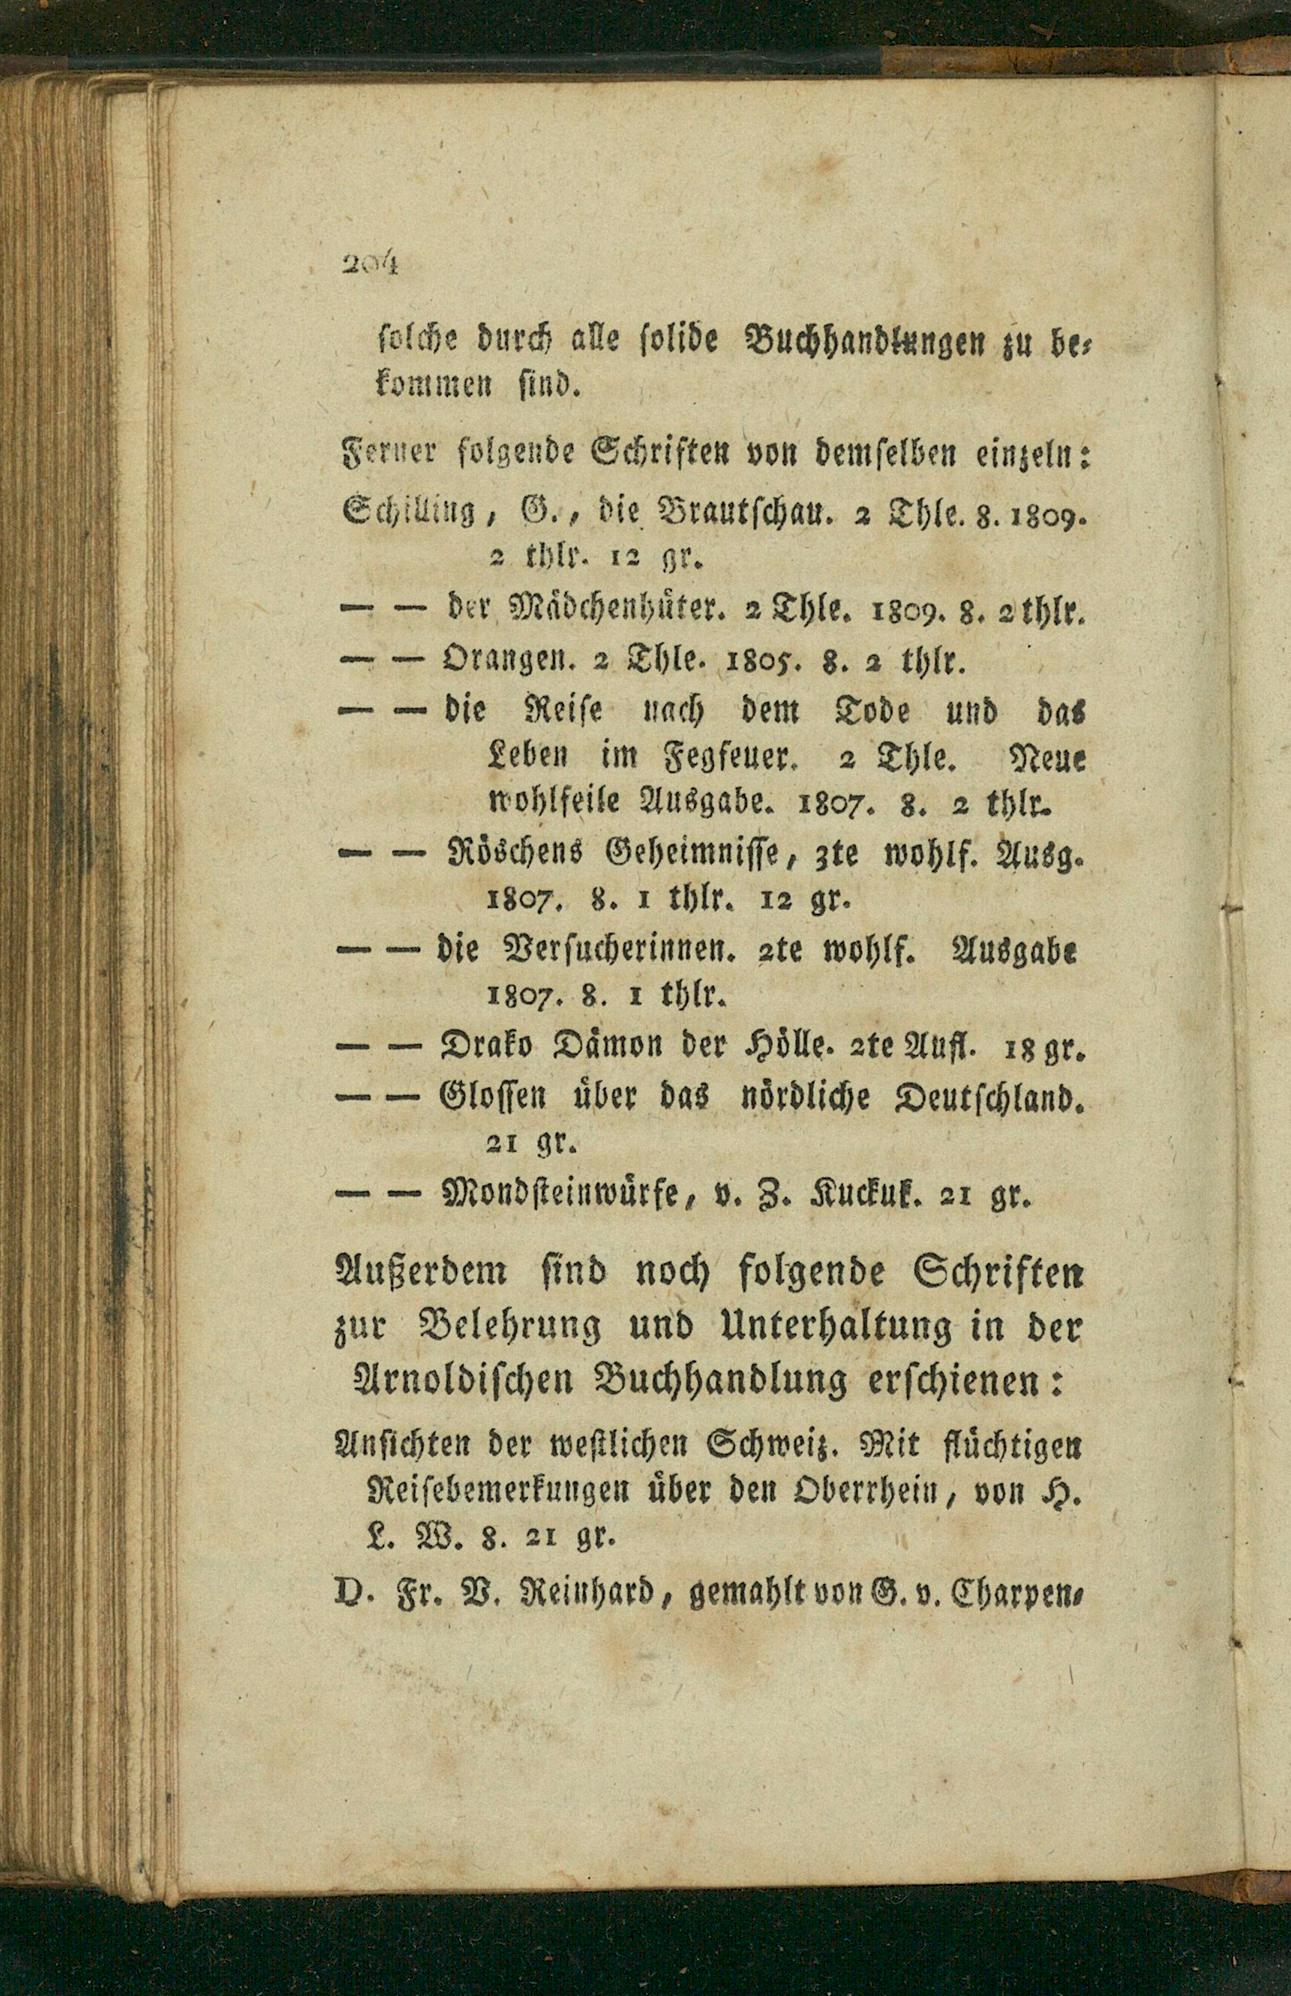 204
solche durch alle solide Buchhandlungen zu be-
kommen sind.
Ferner folgende Schriften von demselben einzeln:
Schilling, G., die Brautschau. 2 Thle. 8. 1809.
2 thlr. 12 gr.
— — der Mädchenhüter. 2 Thle. 1809. 8. 2 thlr.
— — Orangen. 2 Thle. 1805. 8. 2 thlr.
— — die Reise nach dem Tode und das
Leben im Fegfeuer. 2 Thle. Neue
wohlfeile Ausgabe. 1807. 8. 2 thlr.
— — Röschens Geheimnisse, 3te wohlf. Ausg.
1807. 8. 1 thlr. 12 gr.
— — die Versucherinnen. 2te wohlf. Ausgabe
1807. 8. 1 thlr.
— — Drako Dämon der Hölle. 2te Aufl. 18 gr.
— — Glossen über das nördliche Deutschland.
21 gr.
— — Mondsteinwürfe, v. Z. Kuckuk. 21 gr.
Außerdem sind noch folgende Schriften
zur Belehrung und Unterhaltung in der
Arnoldischen Buchhandlung erschienen:
Ansichten der westlichen Schweiz. Mit flüchtigen
Reisebemerkungen über den Oberrhein, von H.
L. W. 8. 21 gr.
D. Fr. V. Reinhard, gemahlt von G. v. Charpen-